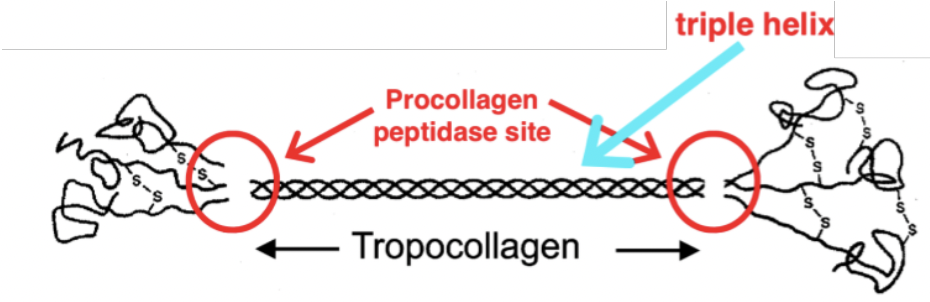 triple helix
Procollagen
peptidase site
S--S
S--S
S--S
S--S
S--S
S--S
Tropocollagen